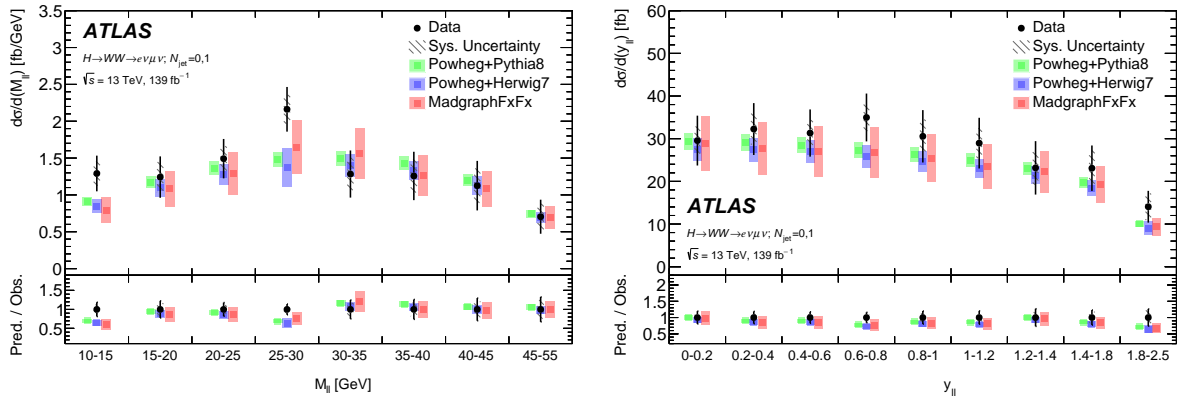 dσ/d(M_ll) [fb/GeV]
3.5
3
2.5
2
1.5
1
0.5
0
ATLAS
H→WW→eνμν; N_jet=0,1
√s = 13 TeV, 139 fb⁻¹
Data
Sys. Uncertainty
Powheg+Pythia8
Powheg+Herwig7
MadgraphFxFx
Pred. / Obs.
1.5
1
0.5
10-15 15-20 20-25 25-30 30-35 35-40 40-45 45-55
M_ll [GeV]
dσ/d(y_ll) [fb]
60
50
40
30
20
10
0
Data
Sys. Uncertainty
Powheg+Pythia8
Powheg+Herwig7
MadgraphFxFx
ATLAS
H→WW→eνμν; N_jet=0,1
√s = 13 TeV, 139 fb⁻¹
Pred. / Obs.
2
1.5
1
0.5
0-0.2 0.2-0.4 0.4-0.6 0.6-0.8 0.8-1 1-1.2 1.2-1.4 1.4-1.8 1.8-2.5
y_ll